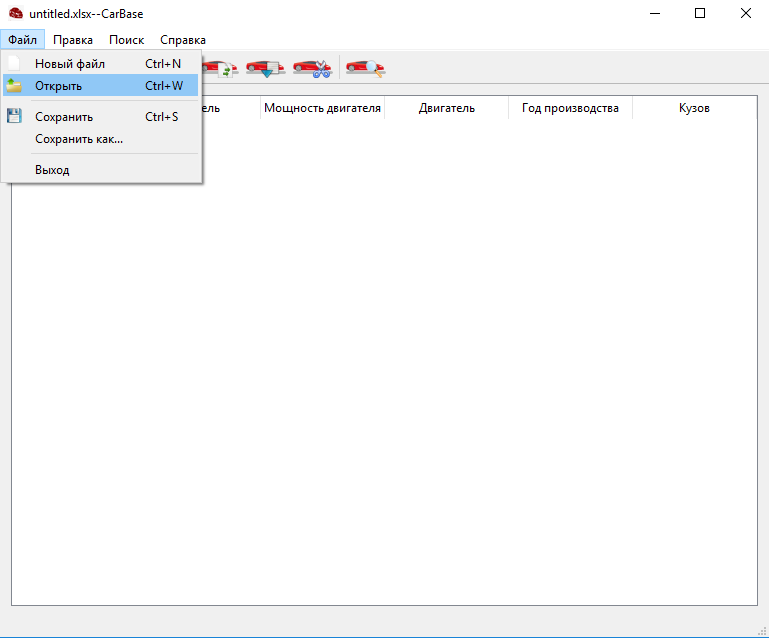 untitled.xlsx--CarBase
Файл Правка Поиск Справка
Новый файл Ctrl+N
Открыть Ctrl+W
Сохранить Ctrl+S
Сохранить как...
Выход
Мощность двигателя Двигатель Год производства Кузов